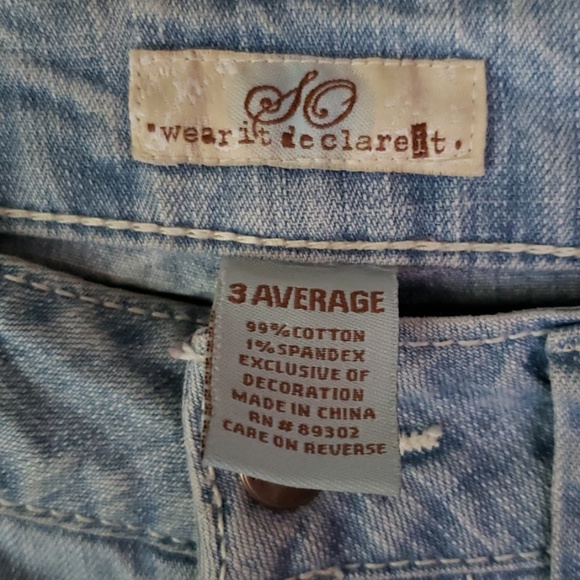 SO
"wear it declare it.
3 AVERAGE
99% COTTON
1% SPANDEX
EXCLUSIVE OF
DECORATION
MADE IN CHINA
RN # 89302
CARE ON REVERSE